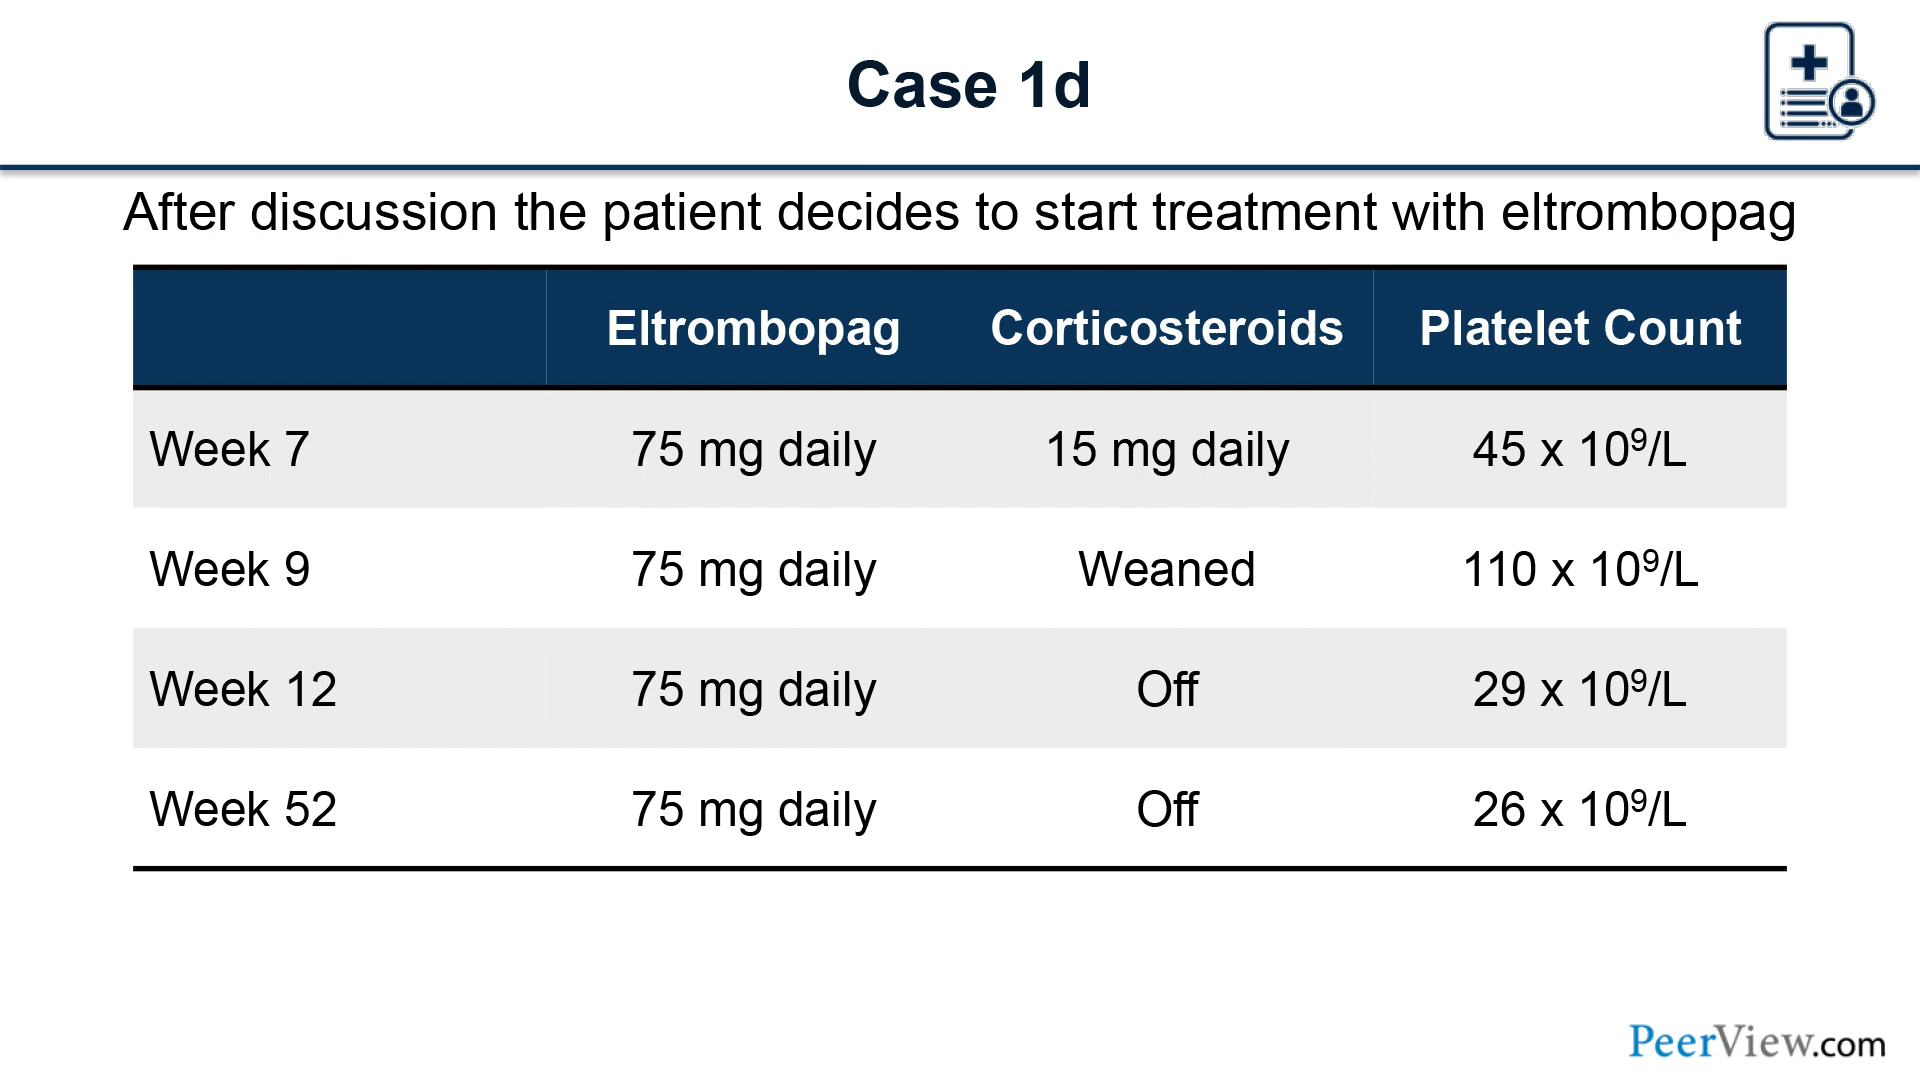 Case 1d
After discussion the patient decides to start treatment with eltrombopag
Eltrombopag Corticosteroids Platelet Count
Week 7 75 mg daily 15 mg daily 45 x 10⁹/L
Week 9 75 mg daily Weaned 110 x 10⁹/L
Week 12 75 mg daily Off 29 x 10⁹/L
Week 52 75 mg daily Off 26 x 10⁹/L
PeerView.com